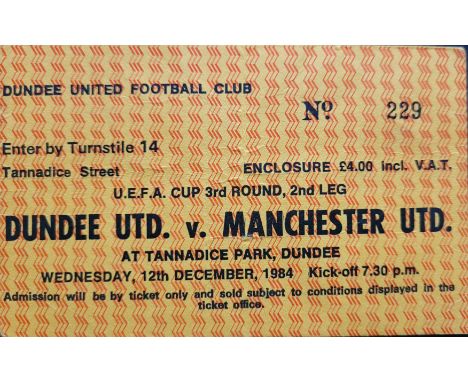 DUNDEE UNITED FOOTBALL CLUB
Nº 229
Enter by Turnstile 14
Tannadice Street ENCLOSURE £4.00 incl. V.A.T.
U.E.F.A. CUP 3rd ROUND, 2nd LEG
DUNDEE UTD. v. MANCHESTER UTD.
AT TANNADICE PARK, DUNDEE
WEDNESDAY, 12th DECEMBER, 1984 Kick-off 7.30 p.m.
Admission will be by ticket only and sold subject to conditions displayed in the
ticket office.